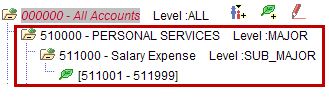 000000 - All Accounts Level :ALL
510000 - PERSONAL SERVICES Level :MAJOR
511000 - Salary Expense Level :SUB_MAJOR
[511001 - 511999]